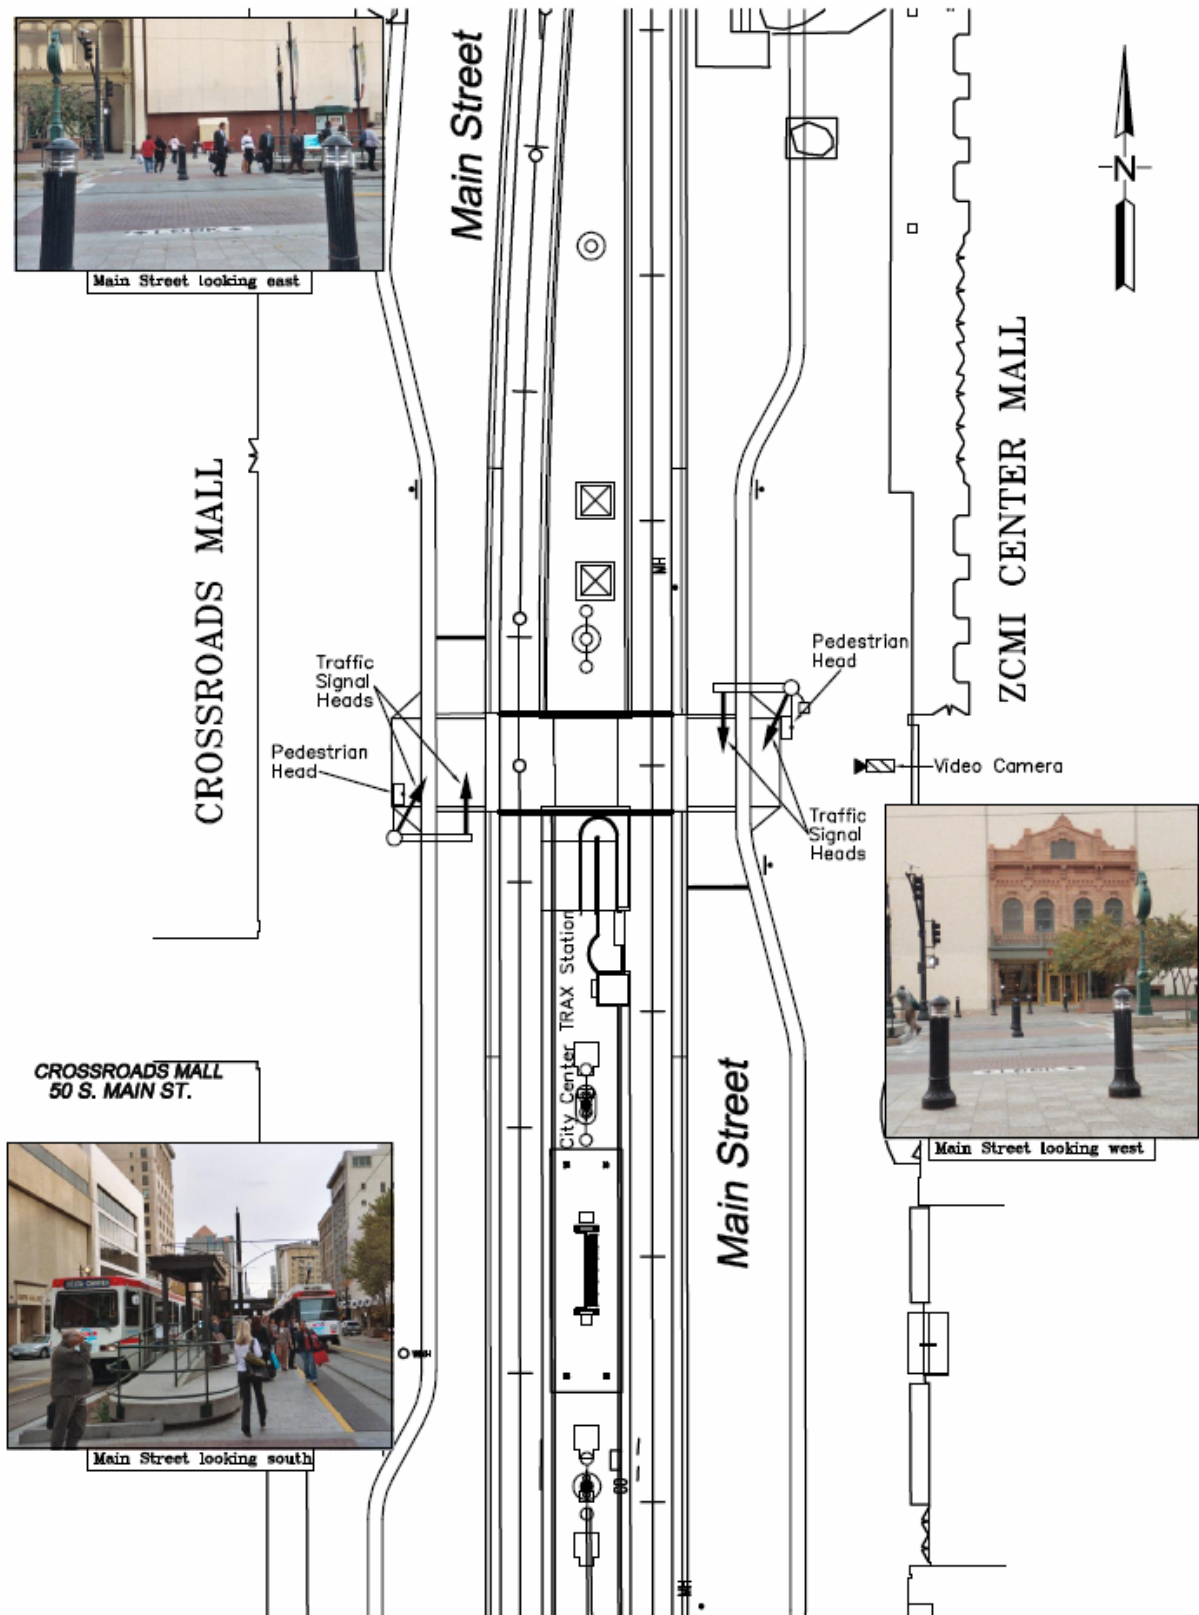 Main Street
Main Street looking east
N
CROSSROADS MALL
ZCMI CENTER MALL
MH
Traffic
Signal
Heads
Pedestrian
Head
Pedestrian
Head
Video Camera
Traffic
Signal
Heads
City Center TRAX Station
CROSSROADS MALL
50 S. MAIN ST.
Main Street
Main Street looking west
Main Street looking south
MH